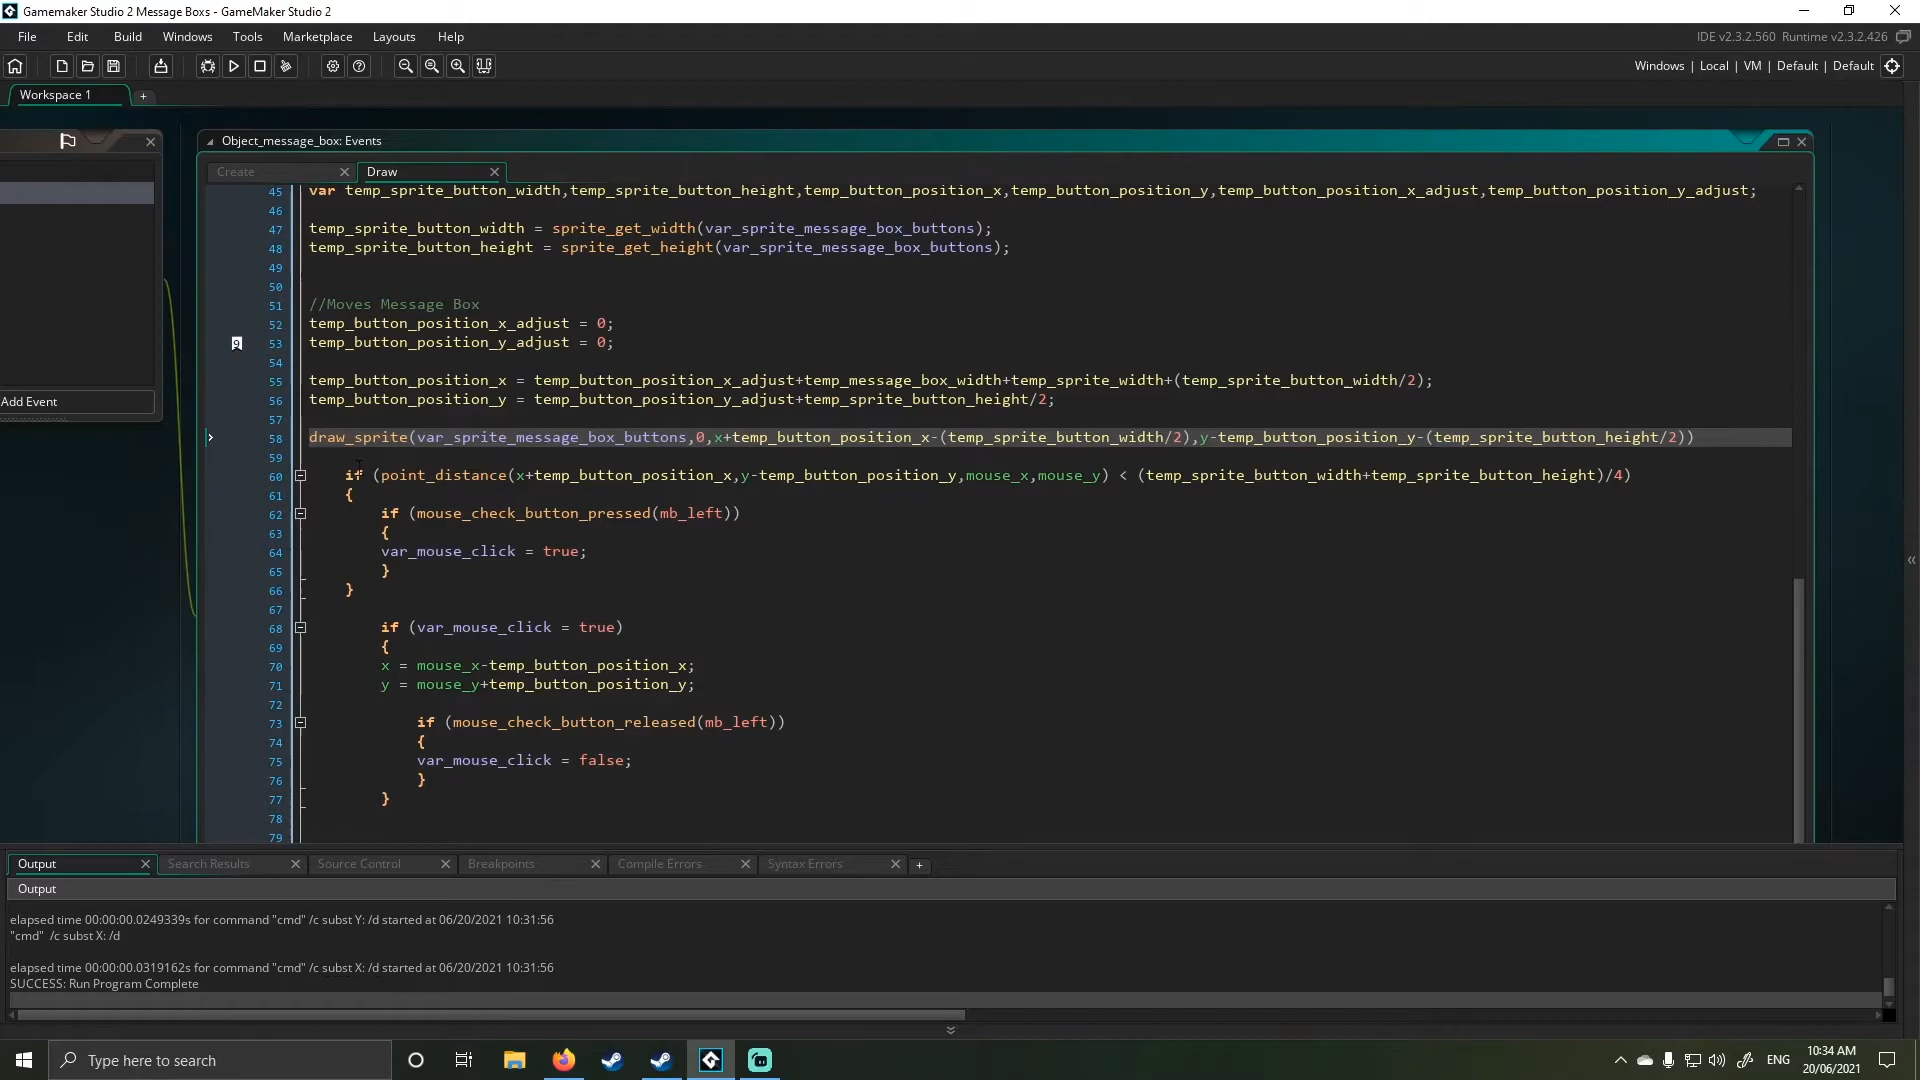 Gamemaker Studio 2 Message Boxs - GameMaker Studio 2
File Edit Build Windows Tools Marketplace Layouts Help
IDE v2.3.2.560 Runtime v2.3.2.426
Windows | Local | VM | Default | Default
Workspace 1
Object_message_box: Events
Create
Draw
45 var temp_sprite_button_width,temp_sprite_button_height,temp_button_position_x,temp_button_position_y,temp_button_position_x_adjust,temp_button_position_y_adjust;
46
47 temp_sprite_button_width = sprite_get_width(var_sprite_message_box_buttons);
48 temp_sprite_button_height = sprite_get_height(var_sprite_message_box_buttons);
49
50
51 //Moves Message Box
52 temp_button_position_x_adjust = 0;
9 53 temp_button_position_y_adjust = 0;
54
55 temp_button_position_x = temp_button_position_x_adjust+temp_message_box_width+temp_sprite_width+(temp_sprite_button_width/2);
56 temp_button_position_y = temp_button_position_y_adjust+temp_sprite_button_height/2;
57
58 draw_sprite(var_sprite_message_box_buttons,0,x+temp_button_position_x-(temp_sprite_button_width/2),y-temp_button_position_y-(temp_sprite_button_height/2))
59
60 if (point_distance(x+temp_button_position_x,y-temp_button_position_y,mouse_x,mouse_y) < (temp_sprite_button_width+temp_sprite_button_height)/4)
61 {
62 if (mouse_check_button_pressed(mb_left))
63 {
64 var_mouse_click = true;
65 }
66 }
67
68 if (var_mouse_click = true)
69 {
70 x = mouse_x-temp_button_position_x;
71 y = mouse_y+temp_button_position_y;
72
73 if (mouse_check_button_released(mb_left))
74 {
75 var_mouse_click = false;
76 }
77 }
78
79
Add Event
Output Search Results Source Control Breakpoints Compile Errors Syntax Errors
Output
elapsed time 00:00:00.0249339s for command "cmd" /c subst Y: /d started at 06/20/2021 10:31:56
"cmd" /c subst X: /d
elapsed time 00:00:00.0319162s for command "cmd" /c subst X: /d started at 06/20/2021 10:31:56
SUCCESS: Run Program Complete
Type here to search
ENG
10:34 AM
20/06/2021